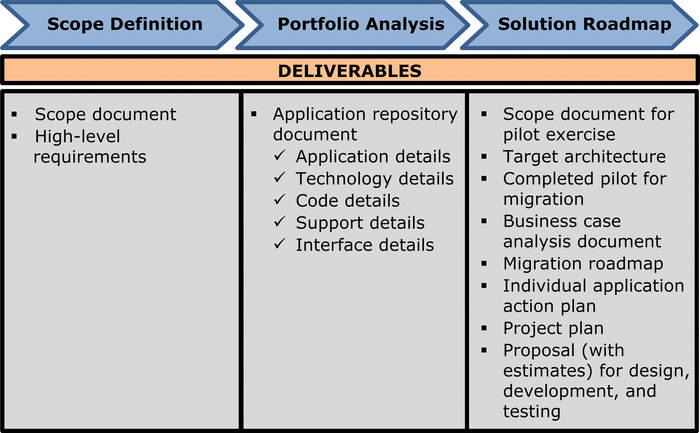 Scope Definition
Portfolio Analysis
Solution Roadmap
DELIVERABLES
▪ Scope document
▪ High-level
requirements
▪ Application repository
document
✓ Application details
✓ Technology details
✓ Code details
✓ Support details
✓ Interface details
▪ Scope document for
pilot exercise
▪ Target architecture
▪ Completed pilot for
migration
▪ Business case
analysis document
▪ Migration roadmap
▪ Individual application
action plan
▪ Project plan
▪ Proposal (with
estimates) for design,
development, and
testing